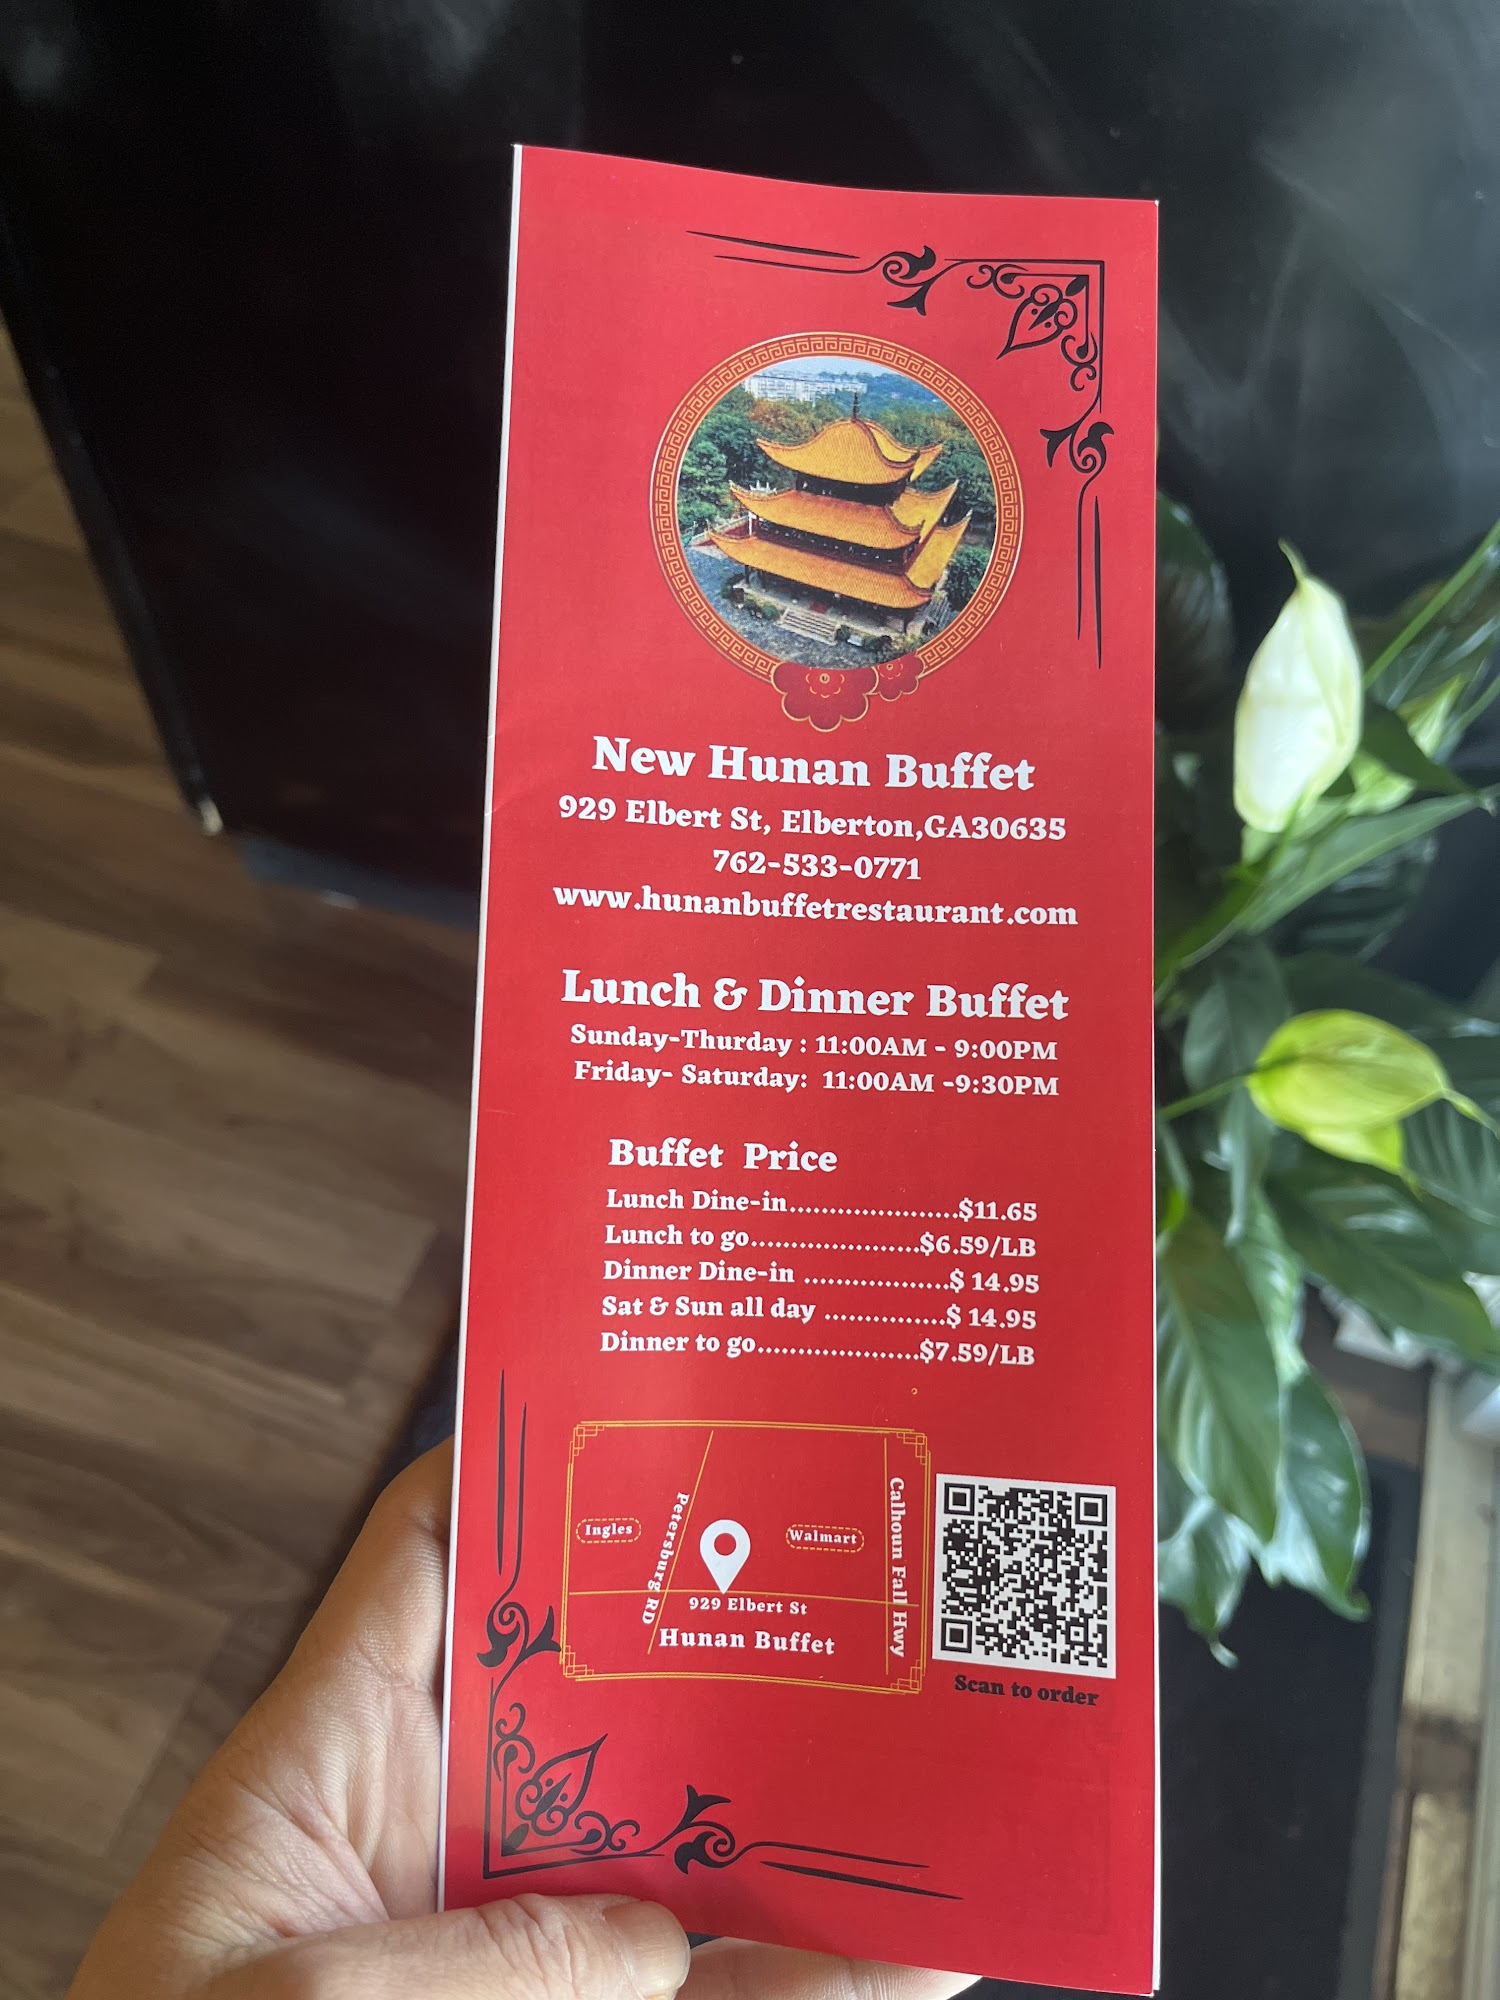 New Hunan Buffet
929 Elbert St, Elberton,GA30635
762-533-0771
www.hunanbuffetrestaurant.com
Lunch & Dinner Buffet
Sunday-Thurday : 11:00AM - 9:00PM
Friday- Saturday: 11:00AM -9:30PM
Buffet Price
Lunch Dine-in.....................$11.65
Lunch to go.....................$6.59/LB
Dinner Dine-in ..................$ 14.95
Sat & Sun all day ...............$ 14.95
Dinner to go....................$7.59/LB
Ingles
Petersburg RD
Walmart
Calhoun Fall Hwy
929 Elbert St
Hunan Buffet
Scan to order